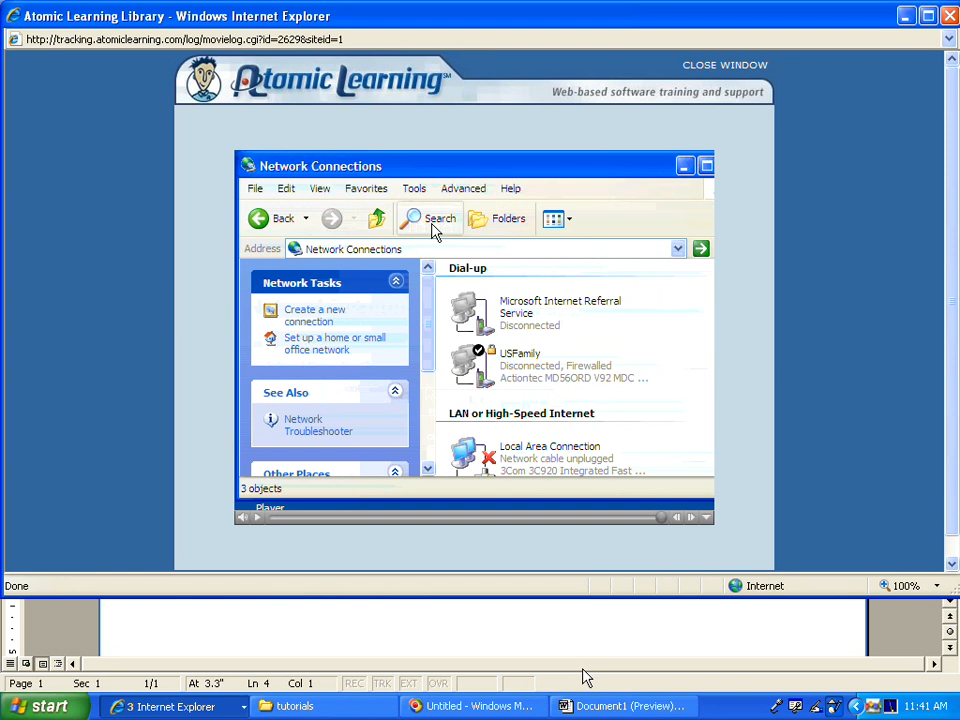 Atomic Learning Library - Windows Internet Explorer
http://tracking.atomiclearning.com/log/movielog.cgi?id=2629&siteid=1
CLOSE WINDOW
Atomic Learning SM
Web-based software training and support
Network Connections
File Edit View Favorites Tools Advanced Help
Back Search Folders
Address Network Connections
Network Tasks
Create a new
connection
Set up a home or small
office network
See Also
Network
Troubleshooter
Other Places
Dial-up
Microsoft Internet Referral
Service
Disconnected
USFamily
Disconnected, Firewalled
Actiontec MD56ORD V92 MDC ...
LAN or High-Speed Internet
Local Area Connection
Network cable unplugged
3Com 3C920 Integrated Fast ...
3 objects
Player
Done Internet 100%
Page 1 Sec 1 1/1 At 3.3" Ln 4 Col 1 REC TRK EXT OVR
start 3 Internet Explorer tutorials Untitled - Windows M... Document1 (Preview)... 11:41 AM